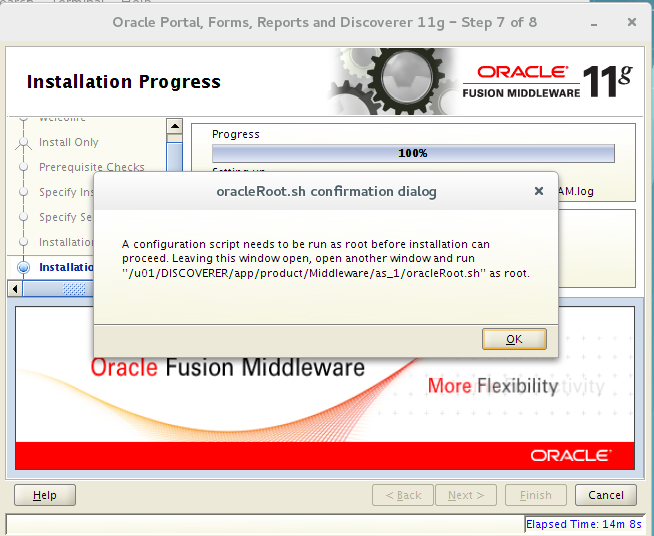 Oracle Portal, Forms, Reports and Discoverer 11g – Step 7 of 8
Installation Progress
ORACLE
FUSION MIDDLEWARE 11g
Welcome
Install Only
Prerequisite Checks
Specify Ins
Specify Se
Installation
Installatio
Progress
100%
Setting up
AM.log
oracleRoot.sh confirmation dialog
A configuration script needs to be run as root before installation can
proceed. Leaving this window open, open another window and run
"/u01/DISCOVERER/app/product/Middleware/as_1/oracleRoot.sh" as root.
OK
Oracle Fusion Middleware
More Flexibility
ORACLE
Help
< Back
Next >
Finish
Cancel
Elapsed Time: 14m 8s